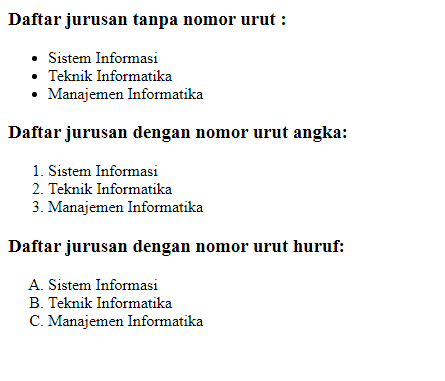 Daftar jurusan tanpa nomor urut :
• Sistem Informasi
• Teknik Informatika
• Manajemen Informatika
Daftar jurusan dengan nomor urut angka:
1. Sistem Informasi
2. Teknik Informatika
3. Manajemen Informatika
Daftar jurusan dengan nomor urut huruf:
A. Sistem Informasi
B. Teknik Informatika
C. Manajemen Informatika